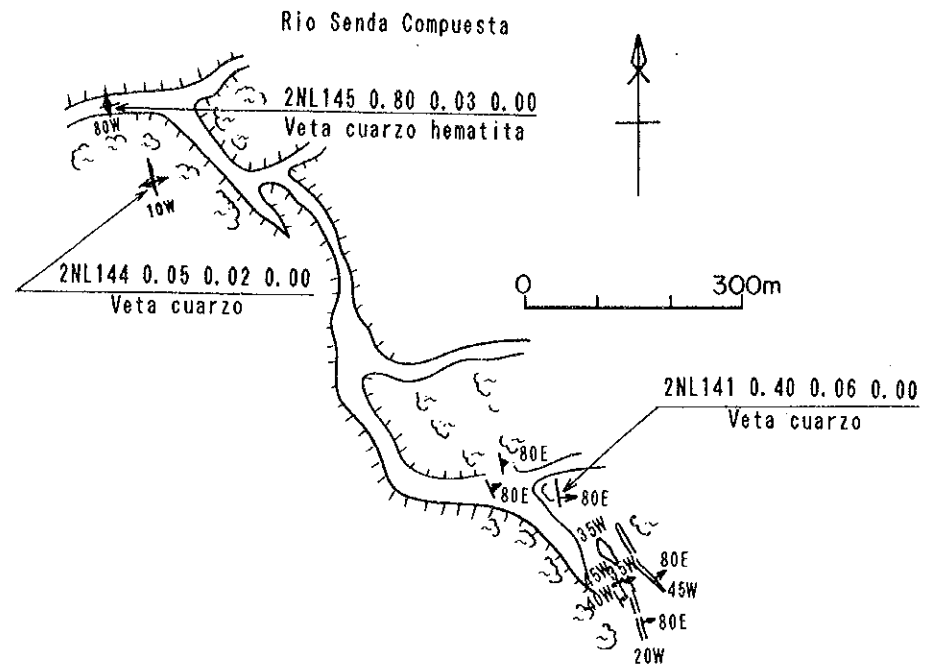 Rio Senda Compuesta
2NL145 0.80 0.03 0.00
Veta cuarzo hematita
80W
10W
2NL144 0.05 0.02 0.00
Veta cuarzo
0 300m
2NL141 0.40 0.06 0.00
Veta cuarzo
80E
80E
80E
35W
80E
45W
40W
80E
20W